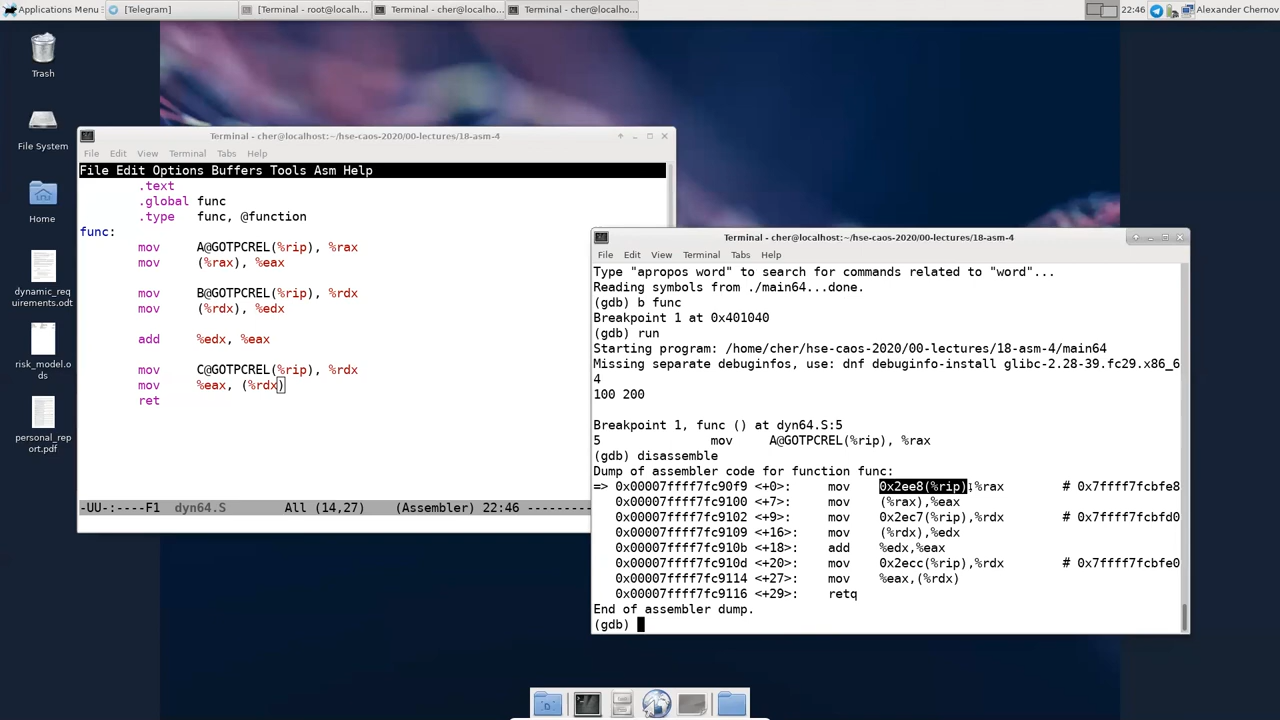 Applications Menu
[Telegram]
[Terminal - root@localh...
Terminal - cher@localho...
Terminal - cher@localho...
22:46
Alexander Chernov
Trash
File System
Home
dynamic_req
uirements.odt
risk_model.o
ds
personal_rep
ort.pdf
Terminal - cher@localhost:~/hse-caos-2020/00-lectures/18-asm-4
File Edit View Terminal Tabs Help
File Edit Options Buffers Tools Asm Help
.text
.global func
.type func, @function
func:
mov A@GOTPCREL(%rip), %rax
mov (%rax), %eax
mov B@GOTPCREL(%rip), %rdx
mov (%rdx), %edx
add %edx, %eax
mov C@GOTPCREL(%rip), %rdx
mov %eax, (%rdx)
ret
-UU-:----F1 dyn64.S All (14,27) (Assembler) 22:46 --------
Terminal - cher@localhost:~/hse-caos-2020/00-lectures/18-asm-4
File Edit View Terminal Tabs Help
Type "apropos word" to search for commands related to "word"...
Reading symbols from ./main64...done.
(gdb) b func
Breakpoint 1 at 0x401040
(gdb) run
Starting program: /home/cher/hse-caos-2020/00-lectures/18-asm-4/main64
Missing separate debuginfos, use: dnf debuginfo-install glibc-2.28-39.fc29.x86_6
4
100 200
Breakpoint 1, func () at dyn64.S:5
5 mov A@GOTPCREL(%rip), %rax
(gdb) disassemble
Dump of assembler code for function func:
=> 0x00007ffff7fc90f9 <+0>: mov 0x2ee8(%rip),%rax # 0x7ffff7fcbfe8
0x00007ffff7fc9100 <+7>: mov (%rax),%eax
0x00007ffff7fc9102 <+9>: mov 0x2ec7(%rip),%rdx # 0x7ffff7fcbfd0
0x00007ffff7fc9109 <+16>: mov (%rdx),%edx
0x00007ffff7fc910b <+18>: add %edx,%eax
0x00007ffff7fc910d <+20>: mov 0x2ecc(%rip),%rdx # 0x7ffff7fcbfe0
0x00007ffff7fc9114 <+27>: mov %eax,(%rdx)
0x00007ffff7fc9116 <+29>: retq
End of assembler dump.
(gdb)